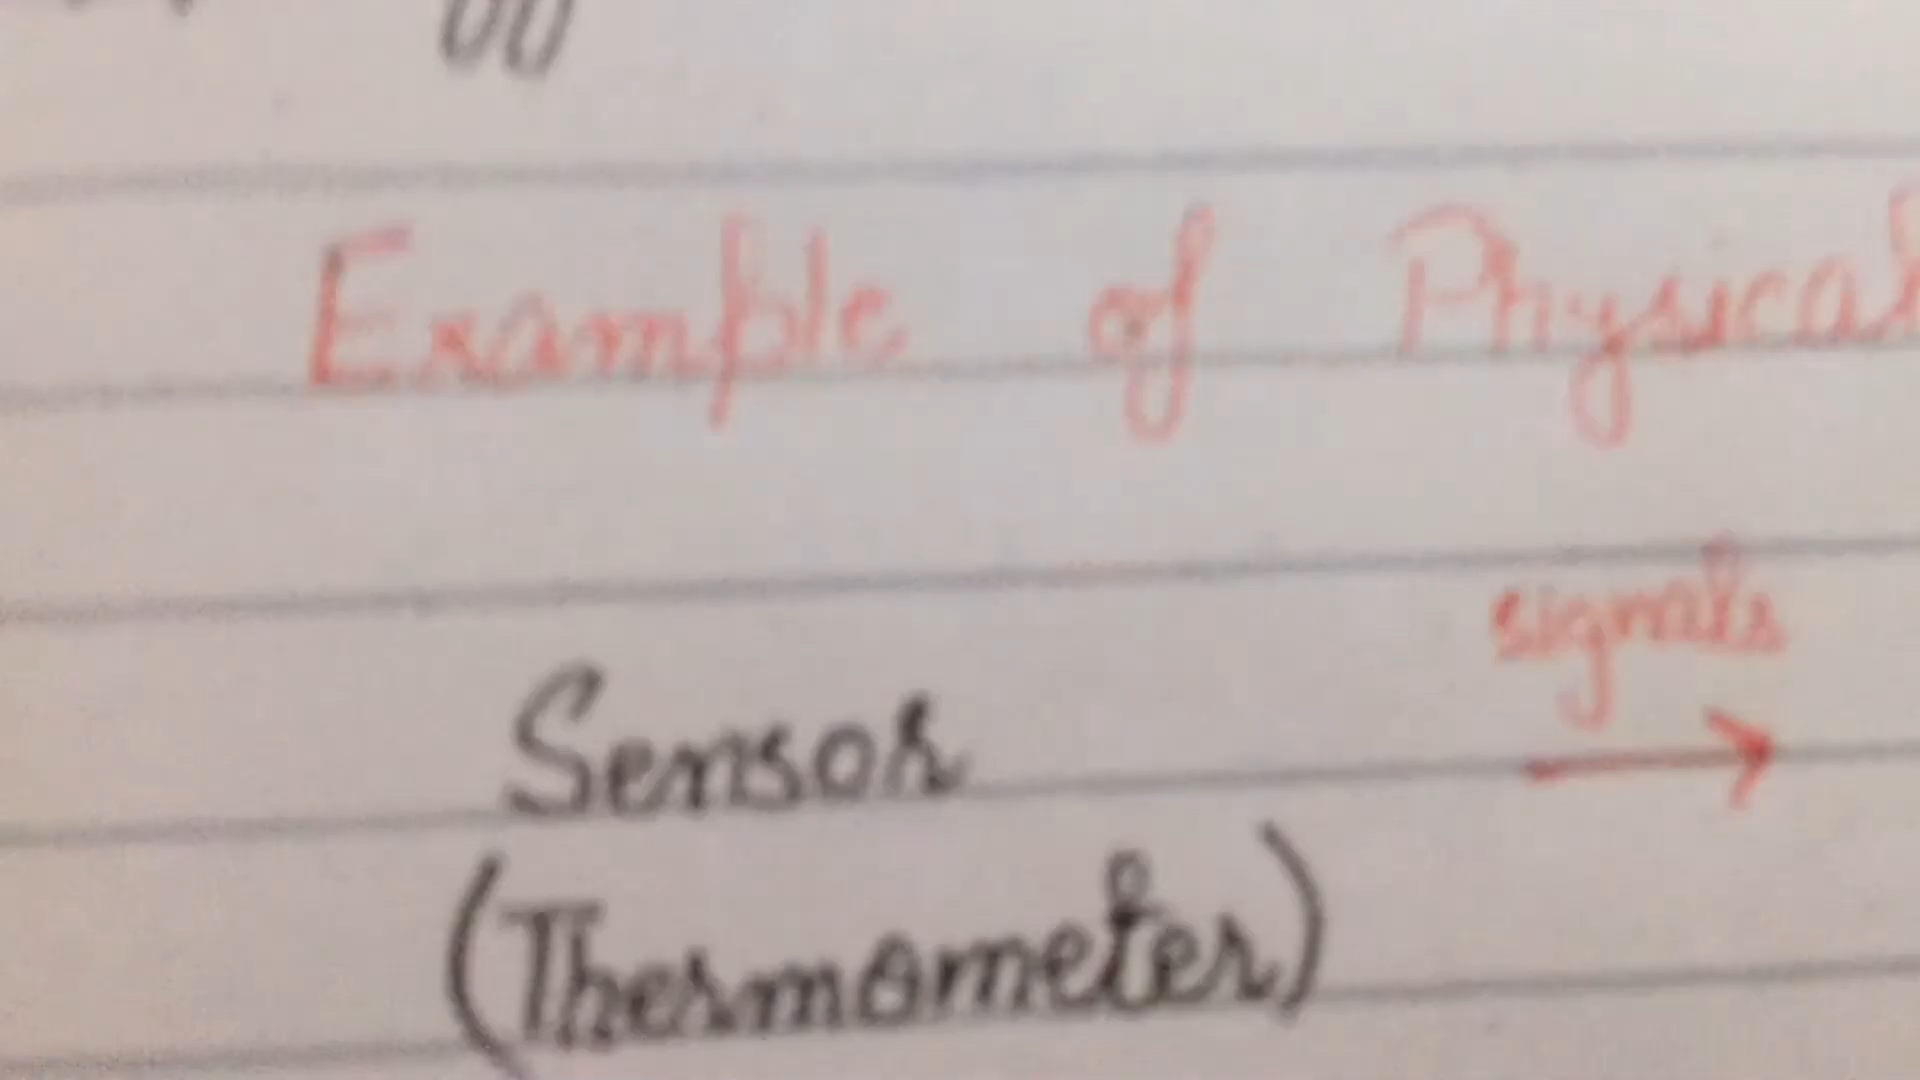 Example of Physical
signals
Sensor →
(Thermometer)